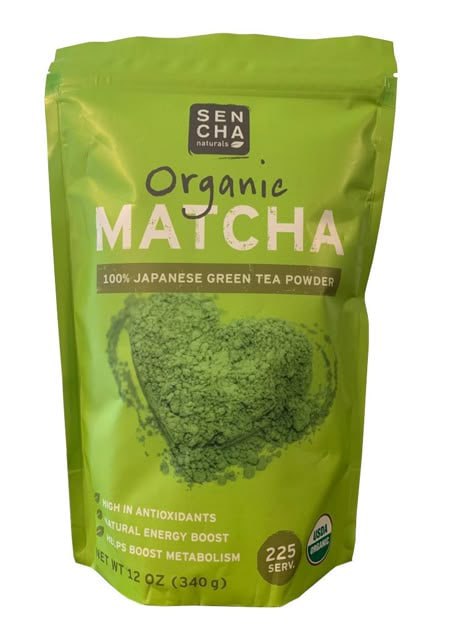 SEN
CHA
naturals
Organic
MATCHA
100% JAPANESE GREEN TEA POWDER
HIGH IN ANTIOXIDANTS
NATURAL ENERGY BOOST
HELPS BOOST METABOLISM
NET WT 12 OZ (340 g)
225
SERV.
USDA
ORGANIC